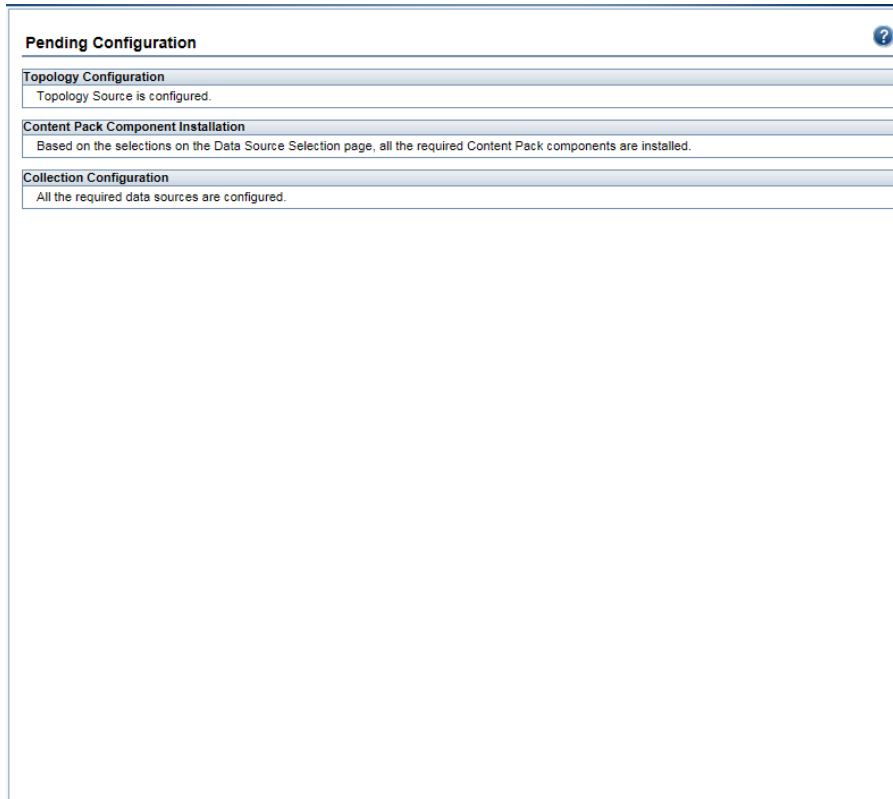 Pending Configuration
?
Topology Configuration
Topology Source is configured.
Content Pack Component Installation
Based on the selections on the Data Source Selection page, all the required Content Pack components are installed.
Collection Configuration
All the required data sources are configured.